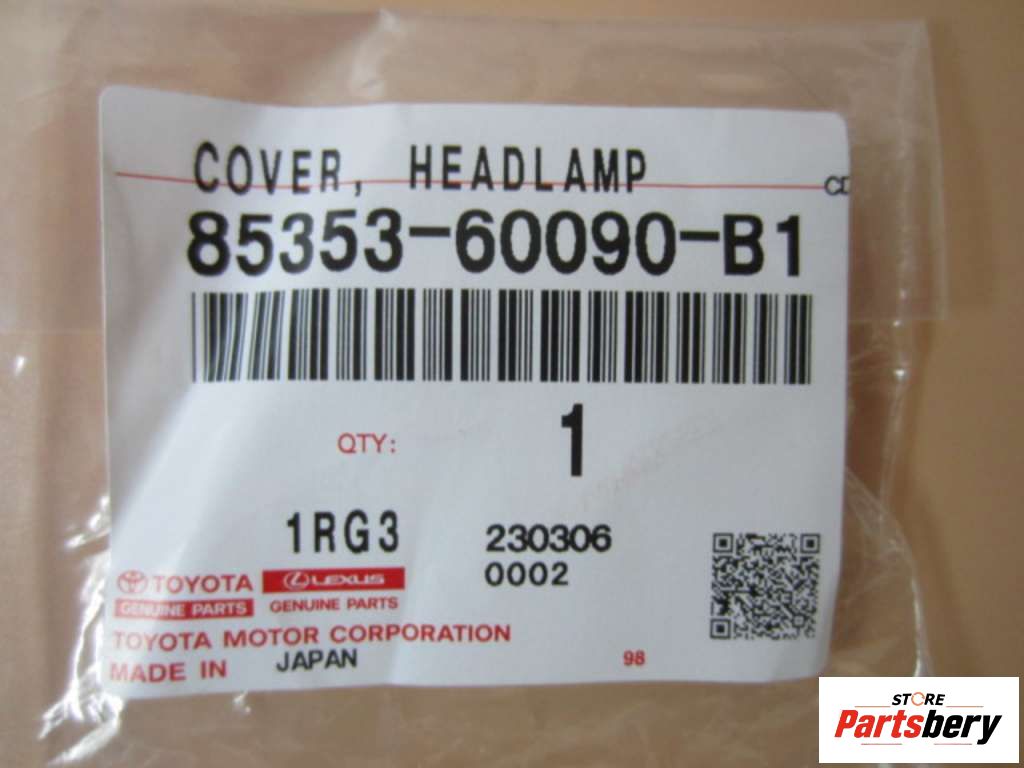 COVER, HEADLAMP
85353-60090-B1
QTY: 1
1RG3 230306
0002
TOYOTA LEXUS
GENUINE PARTS GENUINE PARTS
TOYOTA MOTOR CORPORATION
MADE IN JAPAN 98
STORE
Partsbery